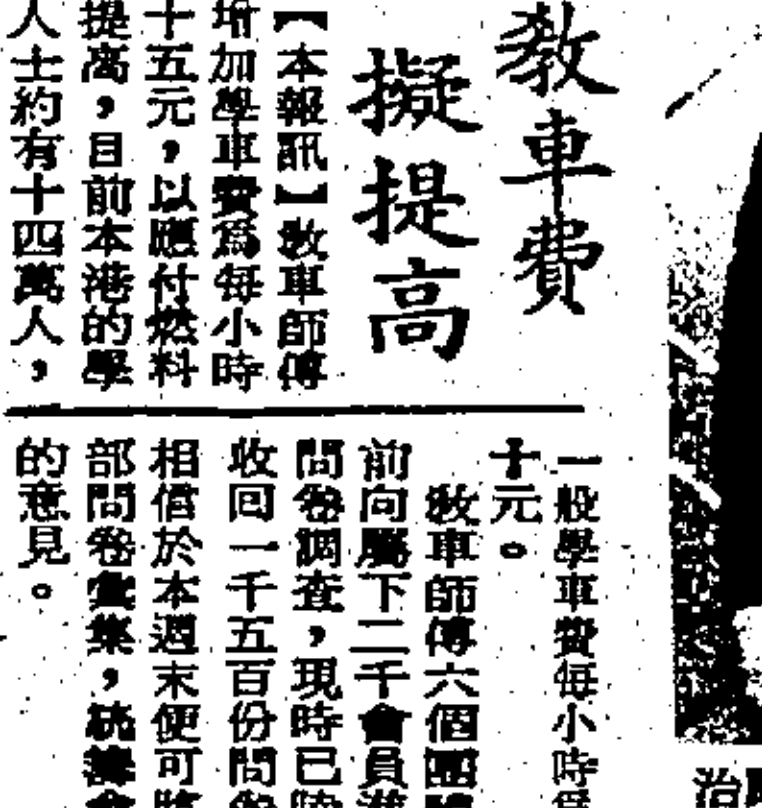 教車費
擬提高
【本報訊】教車師傅
增加學車費爲每小時
十五元，以應付燃料
提高，目前本港的學
人士約有十四萬人，
一般學車費每小時爲
十元。
教車師傅六個團體
前向屬下二千會員進
問卷調查，現時已陸
收回一千五百份問卷
相信於本週末便可將
部問卷彙集，統籌會
的意見。
治